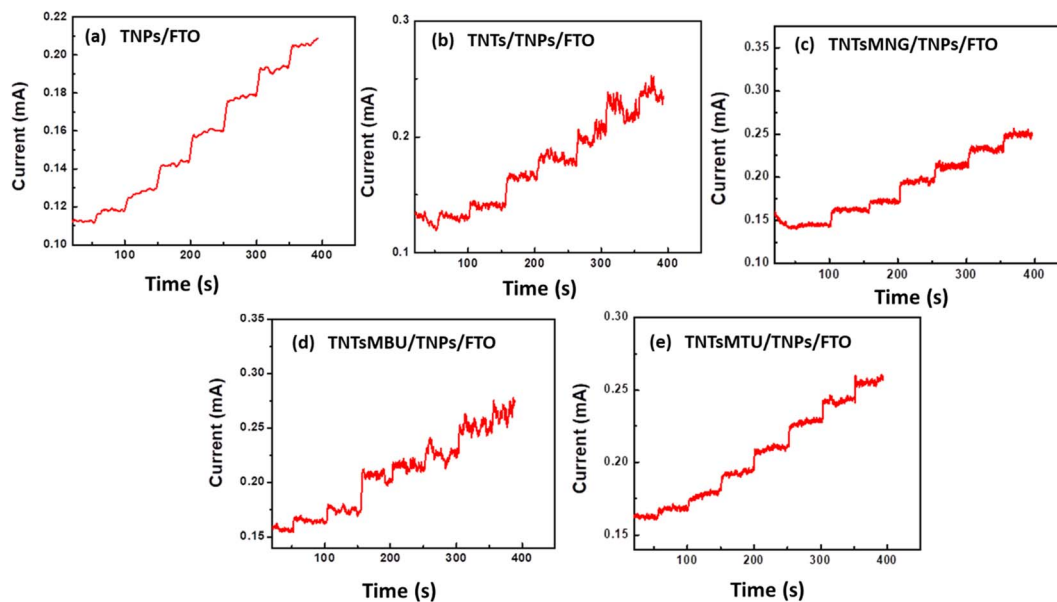 (a) TNPs/FTO
0.22
0.20
0.18
0.16
0.14
0.12
0.10
Current (mA)
100 200 300 400
Time (s)
(b) TNTs/TNPs/FTO
0.3
0.2
0.1
Current (mA)
100 200 300 400
Time (s)
(c) TNTsMNG/TNPs/FTO
0.35
0.30
0.25
0.20
0.15
0.10
Current (mA)
100 200 300 400
Time (s)
(d) TNTsMBU/TNPs/FTO
0.35
0.30
0.25
0.20
0.15
Current (mA)
100 200 300 400
Time (s)
(e) TNTsMTU/TNPs/FTO
0.30
0.25
0.20
0.15
Current (mA)
100 200 300 400
Time (s)